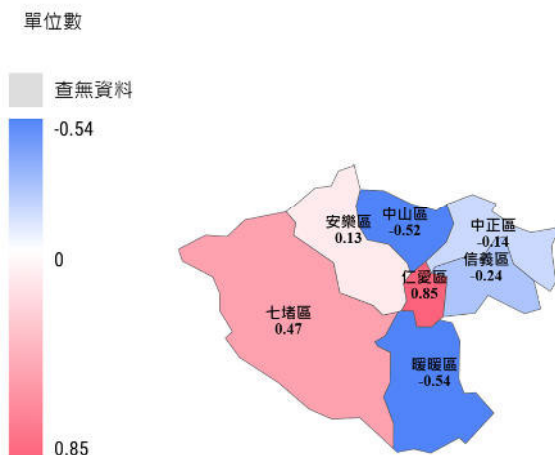 單位數
查無資料
-0.54
0
0.85
安樂區
0.13
中山區
-0.52
中正區
-0.14
信義區
-0.24
仁愛區
0.85
七堵區
0.47
暖暖區
-0.54